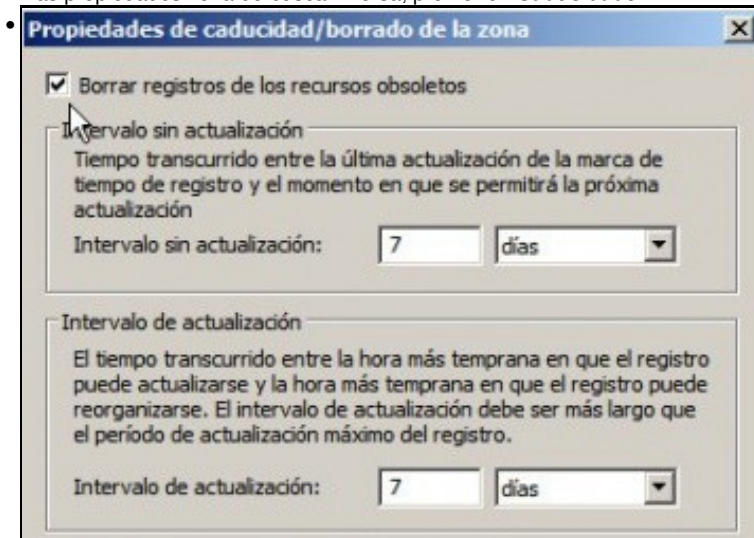 Propiedades de caducidad/borrado de la zona
Borrar registros de los recursos obsoletos
Intervalo sin actualización
Tiempo transcurrido entre la última actualización de la marca de
tiempo de registro y el momento en que se permitirá la próxima
actualización
Intervalo sin actualización: 7 días
Intervalo de actualización
El tiempo transcurrido entre la hora más temprana en que el registro
puede actualizarse y la hora más temprana en que el registro puede
reorganizarse. El intervalo de actualización debe ser más largo que
el período de actualización máximo del registro.
Intervalo de actualización: 7 días